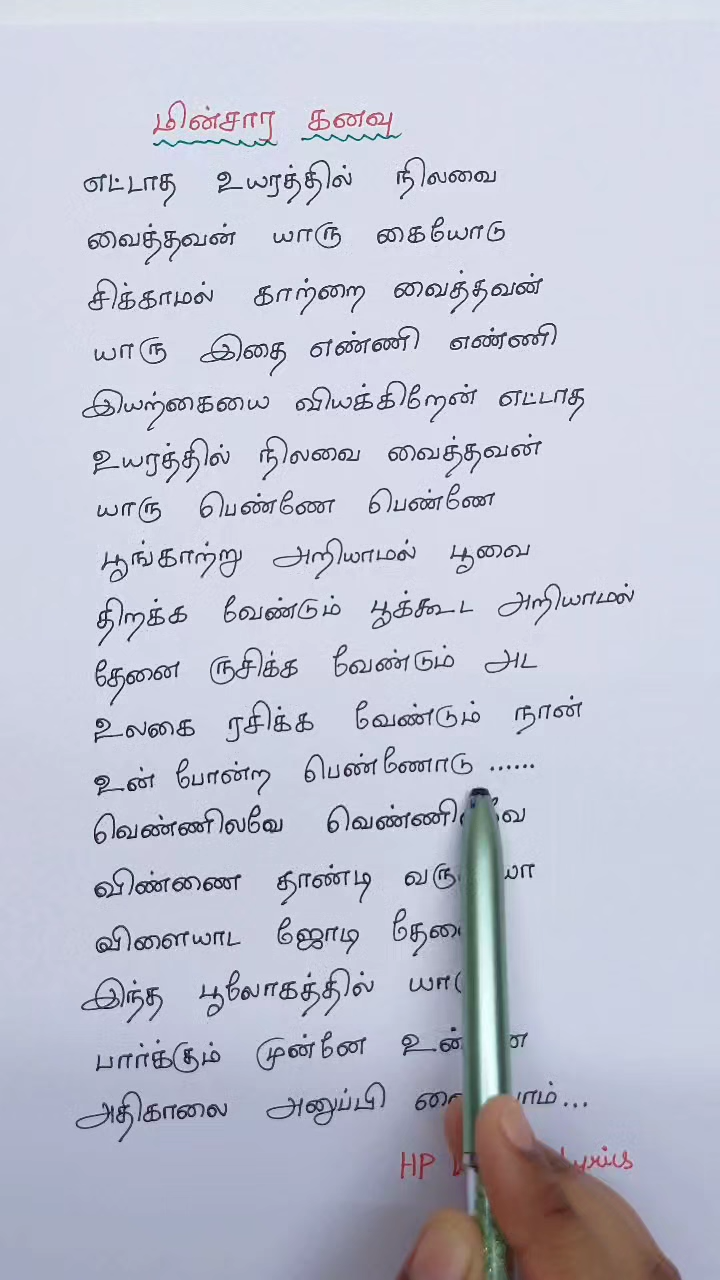 மின்சார கனவு
எட்டாத உயரத்தில் நிலவை
வைத்தவன் யாரு கையோடு
சிக்காமல் காற்றை வைத்தவன்
யாரு இதை எண்ணி எண்ணி
இயற்கையை வியக்கிறேன் எட்டாத
உயரத்தில் நிலவை வைத்தவன்
யாரு பெண்ணே பெண்ணே
பூங்காற்று அறியாமல் பூவை
திறக்க வேண்டும் பூக்கூட அறியாமல்
தேனை ருசிக்க வேண்டும் அட
உலகை ரசிக்க வேண்டும் நான்
உன் போன்ற பெண்ணோடு ......
வெண்ணிலவே
விண்ணை தாண்டி
விளையாட ஜோடி
இந்த பூலோகத்தில்
பார்க்கும் முன்னே
அதிகாலை அனுப்பி
HP